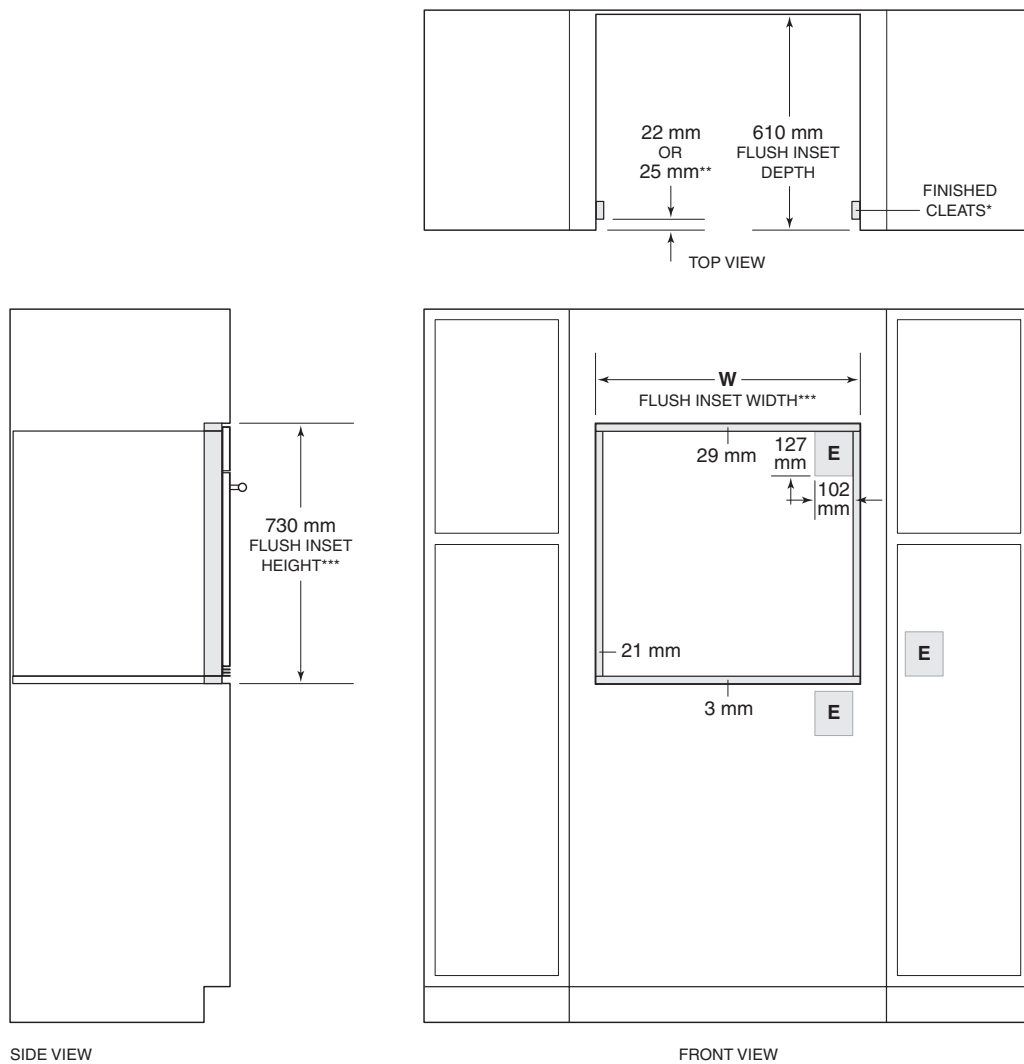 22 mm
OR
25 mm**
610 mm
FLUSH INSET
DEPTH
FINISHED
CLEATS*
TOP VIEW
W
FLUSH INSET WIDTH***
29 mm
127
mm
E
102
mm
730 mm
FLUSH INSET
HEIGHT***
21 mm
E
3 mm
E
SIDE VIEW
FRONT VIEW